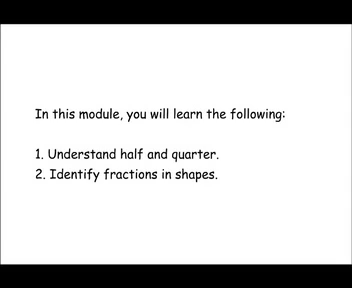 In this module, you will learn the following:
1. Understand half and quarter.
2. Identify fractions in shapes.